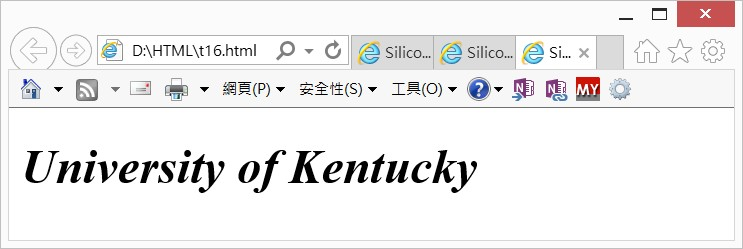 D:\HTML\t16.html Silico... Silico... Si...
網頁(P) 安全性(S) 工具(O) ? N N MY
University of Kentucky